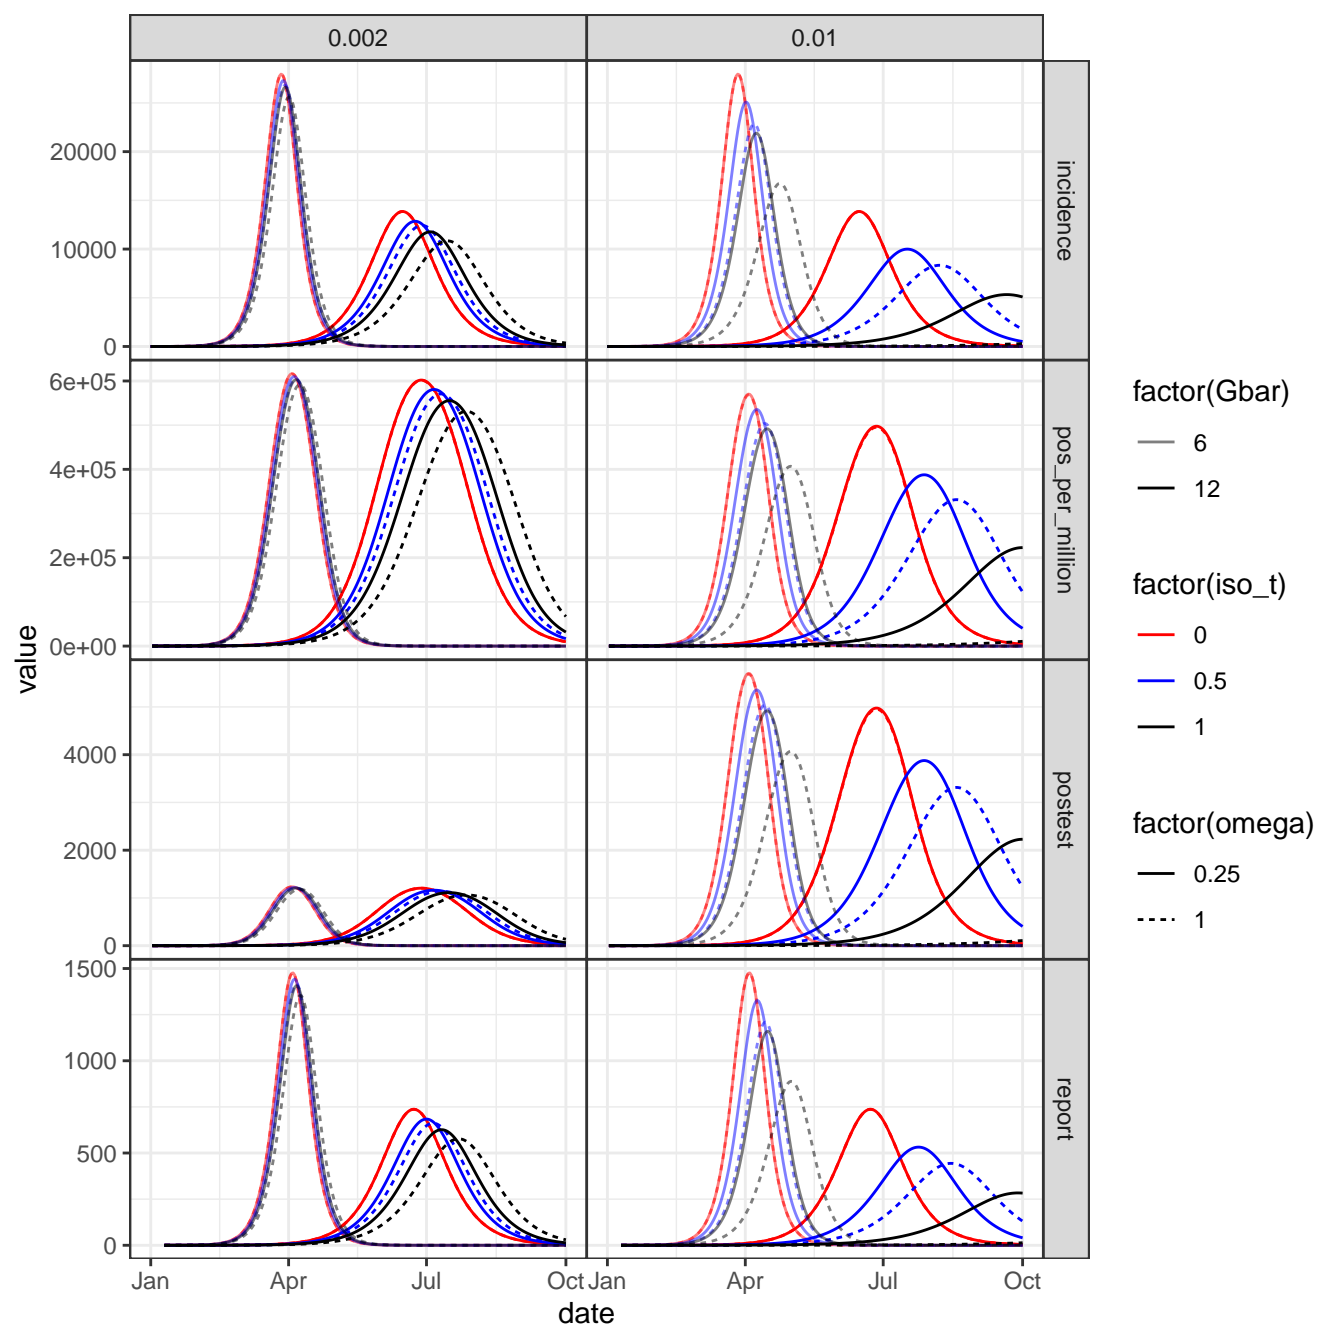 0.002 0.01
20000
10000
0
incidence
6e+05
4e+05
2e+05
0e+00
pos_per_million
4000
2000
0
postest
1500
1000
500
0
report
Jan Apr Jul Oct Jan Apr Jul Oct
date
value
factor(Gbar)
6
12
factor(iso_t)
0
0.5
1
factor(omega)
0.25
1